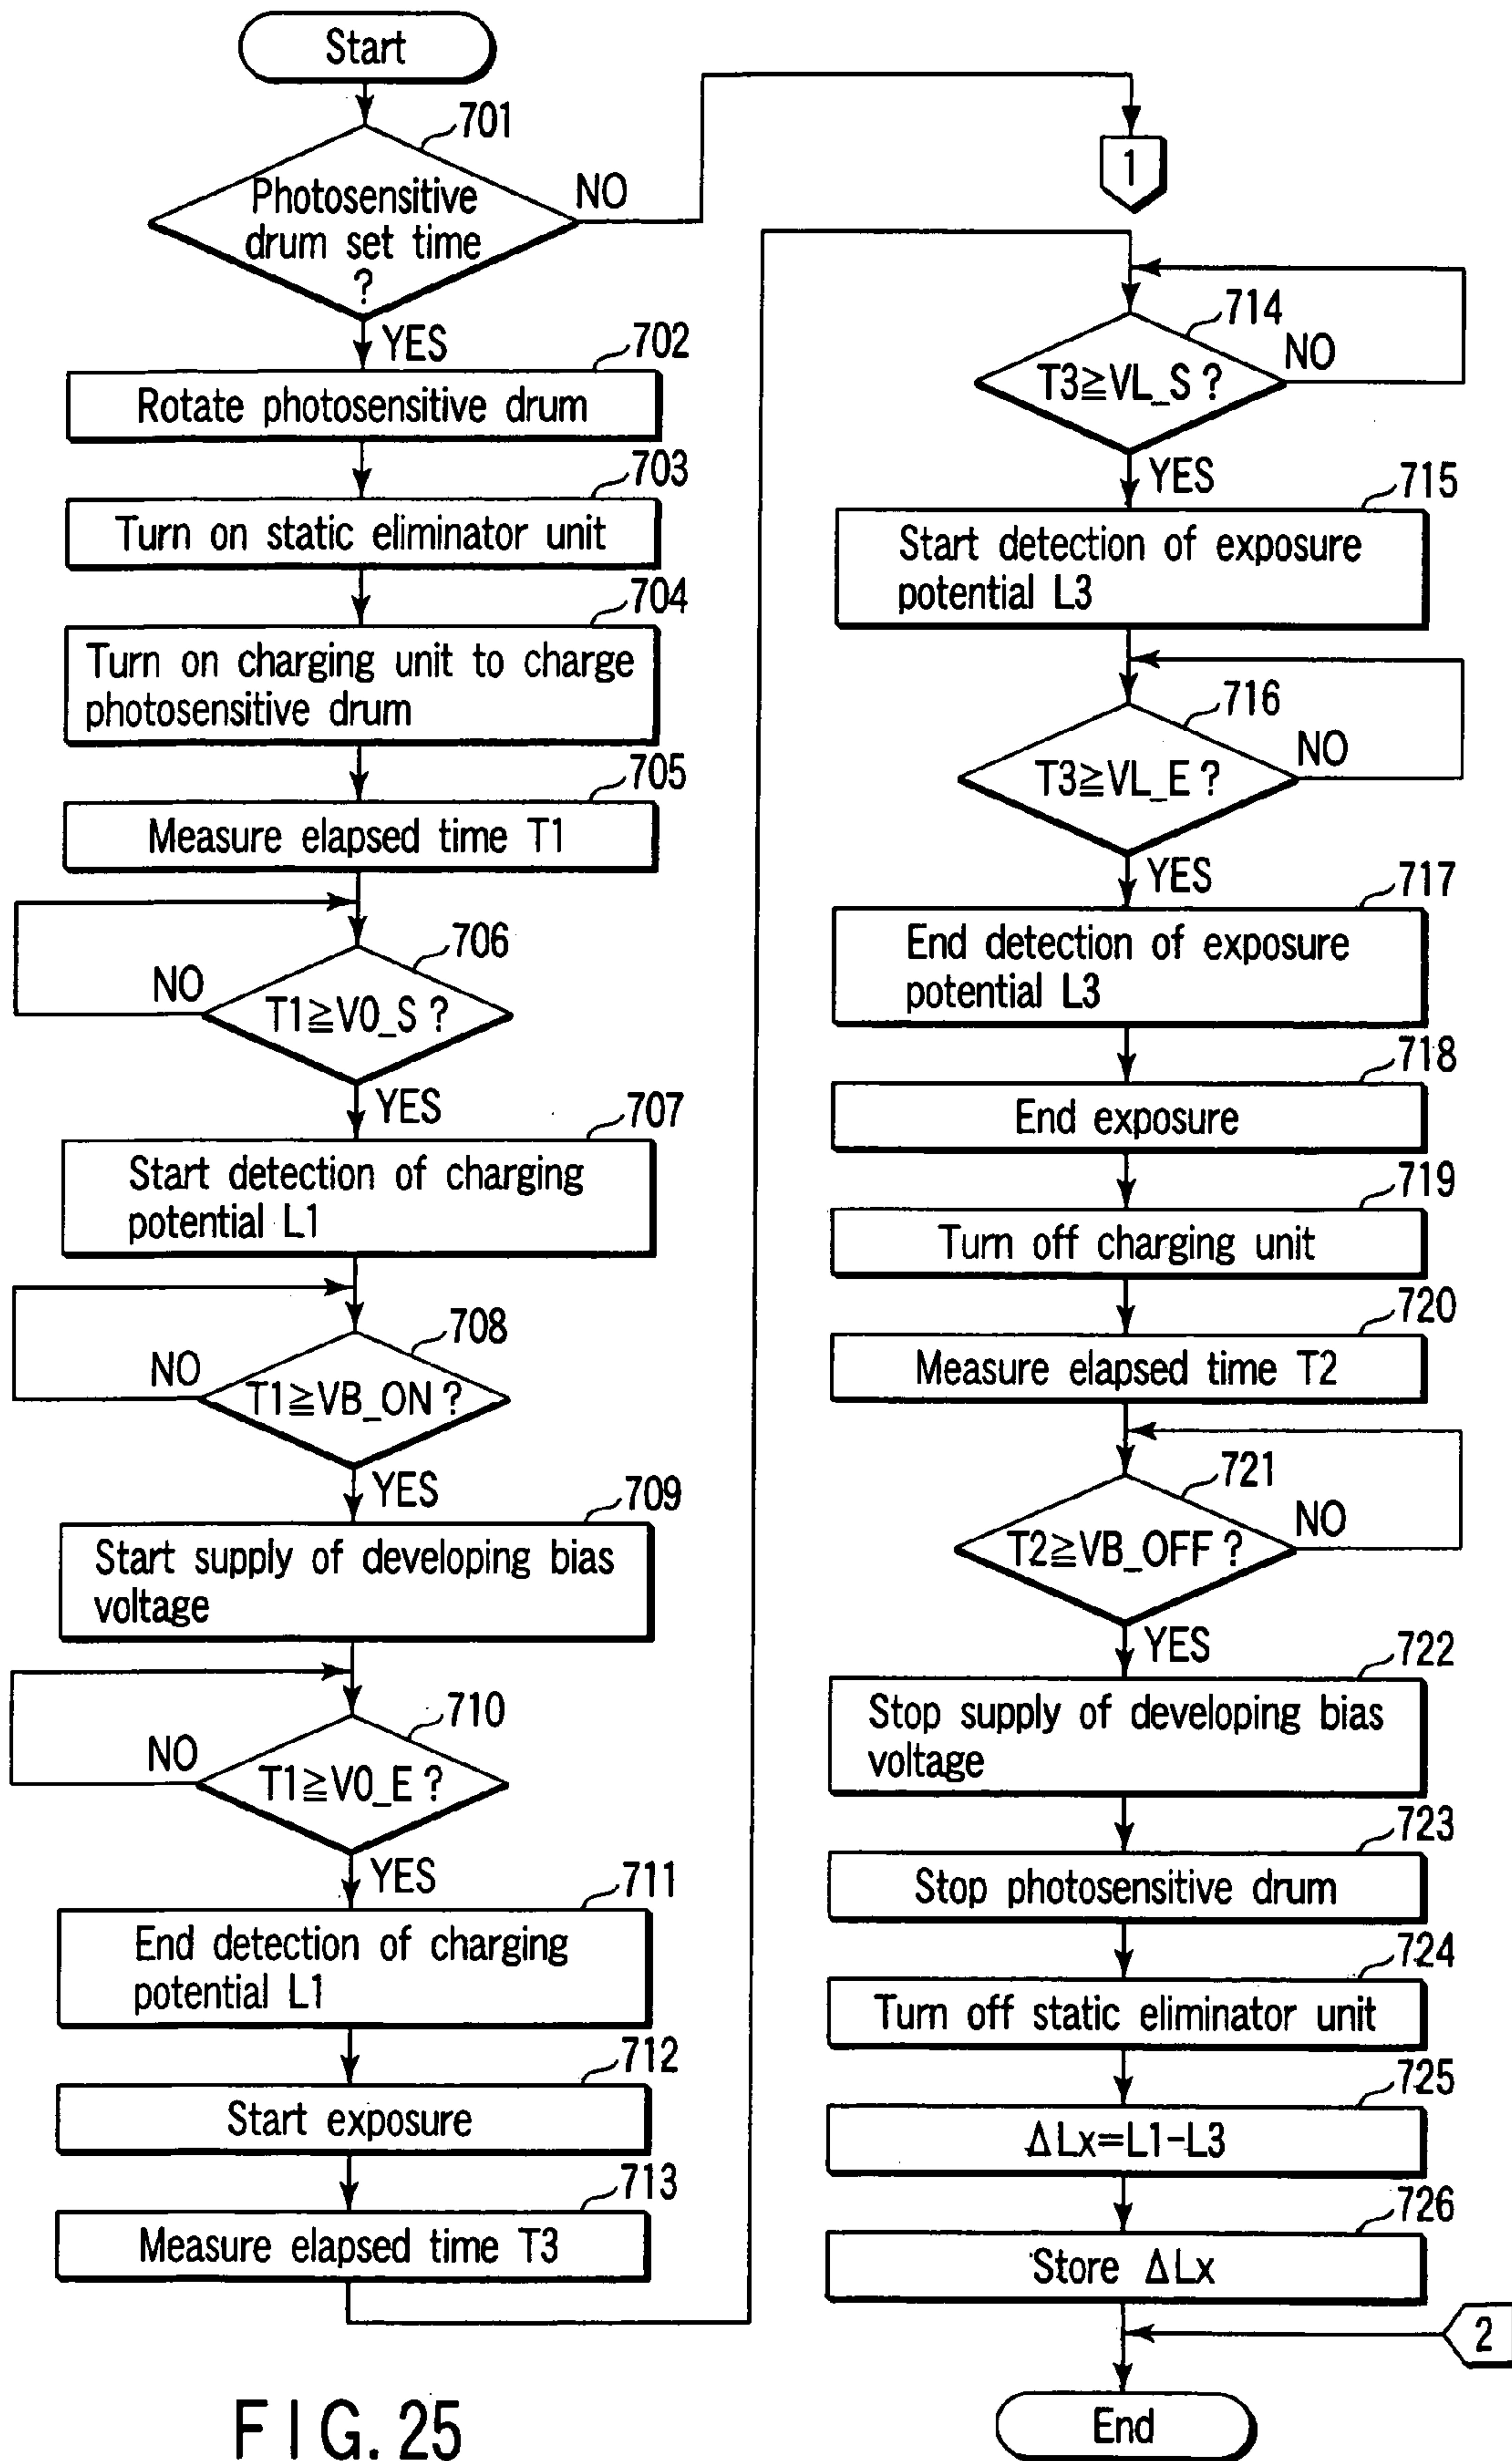 Start
701
Photosensitive
drum set time
?
NO
YES
702
Rotate photosensitive drum
703
Turn on static eliminator unit
704
Turn on charging unit to charge
photosensitive drum
705
Measure elapsed time T1
706
NO
T1≧V0_S ?
YES
707
Start detection of charging
potential L1
708
NO
T1≧VB_ON ?
YES
709
Start supply of developing bias
voltage
710
NO
T1≧V0_E ?
YES
711
End detection of charging
potential L1
712
Start exposure
713
Measure elapsed time T3
1
714
NO
T3≧VL_S ?
YES
715
Start detection of exposure
potential L3
716
NO
T3≧VL_E ?
YES
717
End detection of exposure
potential L3
718
End exposure
719
Turn off charging unit
720
Measure elapsed time T2
721
NO
T2≧VB_OFF ?
YES
722
Stop supply of developing bias
voltage
723
Stop photosensitive drum
724
Turn off static eliminator unit
725
ΔLx=L1-L3
726
Store ΔLx
2
End
FIG. 25